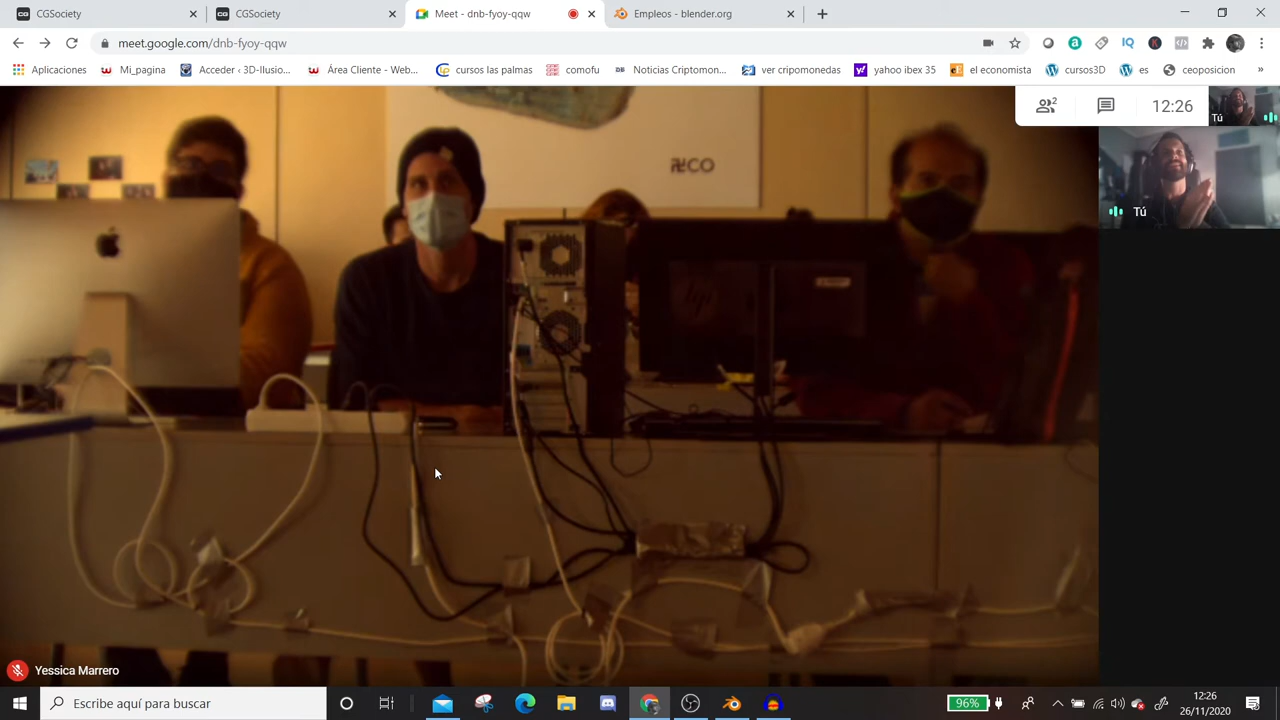 CGSociety
CGSociety
Meet - dnb-fyoy-qqw
Empleos - blender.org
meet.google.com/dnb-fyoy-qqw
Aplicaciones
Mi_pagina
Acceder ‹ 3D-Ilusio...
Área Cliente - Web...
cursos las palmas
comofu
Noticias Criptomon...
ver cripomonedas
yahoo ibex 35
el economista
cursos3D
es
ceoposicion
»
2
12:26
Tú
Tú
Yessica Marrero
Escribe aquí para buscar
96%
12:26
26/11/2020